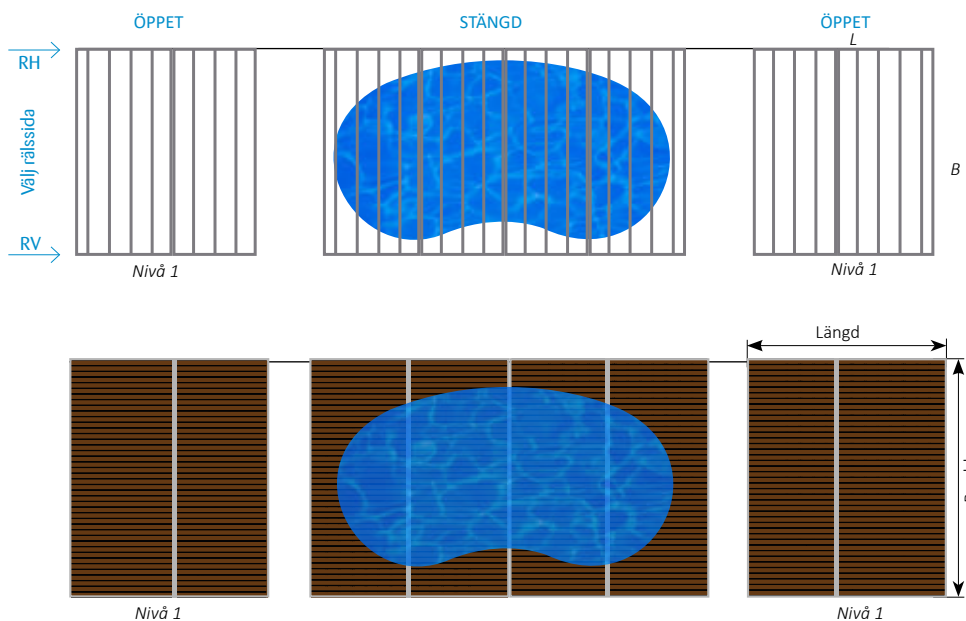 ÖPPET
STÄNGD
ÖPPET
L
RH
Välj rälssida
B
RV
Nivå 1
Nivå 1
Längd
Nivå 1
Nivå 1